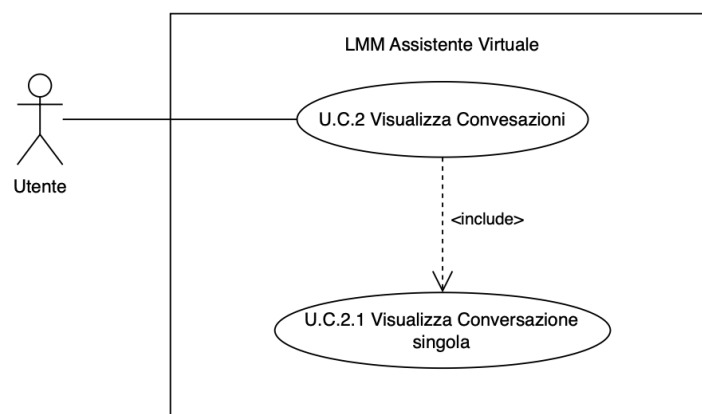 LMM Assistente Virtuale
U.C.2 Visualizza Convesazioni
Utente
<include>
U.C.2.1 Visualizza Conversazione
singola